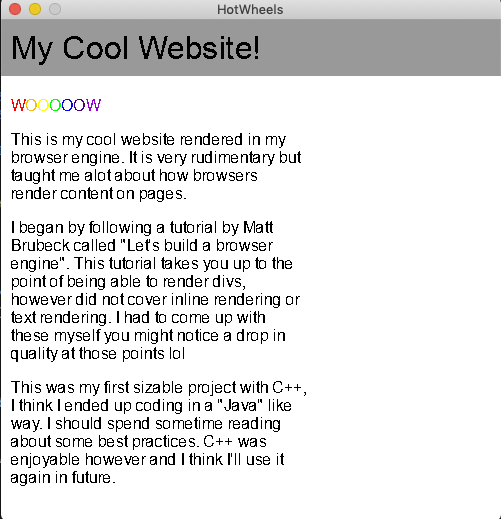 HotWheels
My Cool Website!
WOOOOOW
This is my cool website rendered in my
browser engine. It is very rudimentary but
taught me alot about how browsers
render content on pages.
I began by following a tutorial by Matt
Brubeck called "Let's build a browser
engine". This tutorial takes you up to the
point of being able to render divs,
however did not cover inline rendering or
text rendering. I had to come up with
these myself you might notice a drop in
quality at those points lol
This was my first sizable project with C++,
I think I ended up coding in a "Java" like
way. I should spend sometime reading
about some best practices. C++ was
enjoyable however and I think I'll use it
again in future.